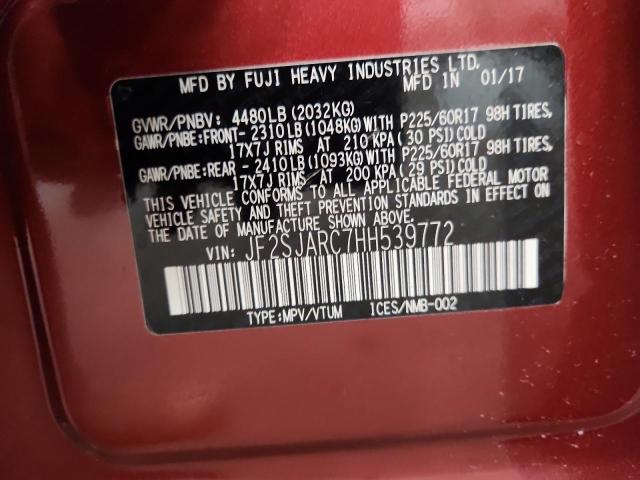 MFD BY FUJI HEAVY INDUSTRIES LTD.
MFD IN 01/17
GVWR/PNBV: 4480LB (2032KG)
GAWR/PNBE:FRONT- 2310LB (1048KG)WITH P225/60R17 98H TIRES,
17X7J RIMS AT 210 KPA (30 PSI) COLD
GAWR/PNBE:REAR - 2410LB (1093KG)WITH P225/60R17 98H TIRES,
17X7J RIMS AT 200 KPA (29 PSI) COLD
THIS VEHICLE CONFORMS TO ALL APPLICABLE FEDERAL MOTOR
VEHICLE SAFETY AND THEFT PREVENTION STANDARDS IN EFFECT ON
THE DATE OF MANUFACTURE SHOWN ABOVE.
VIN: JF2SJARC7HH539772
TYPE:MPV/VTUM ICES/NMB-002